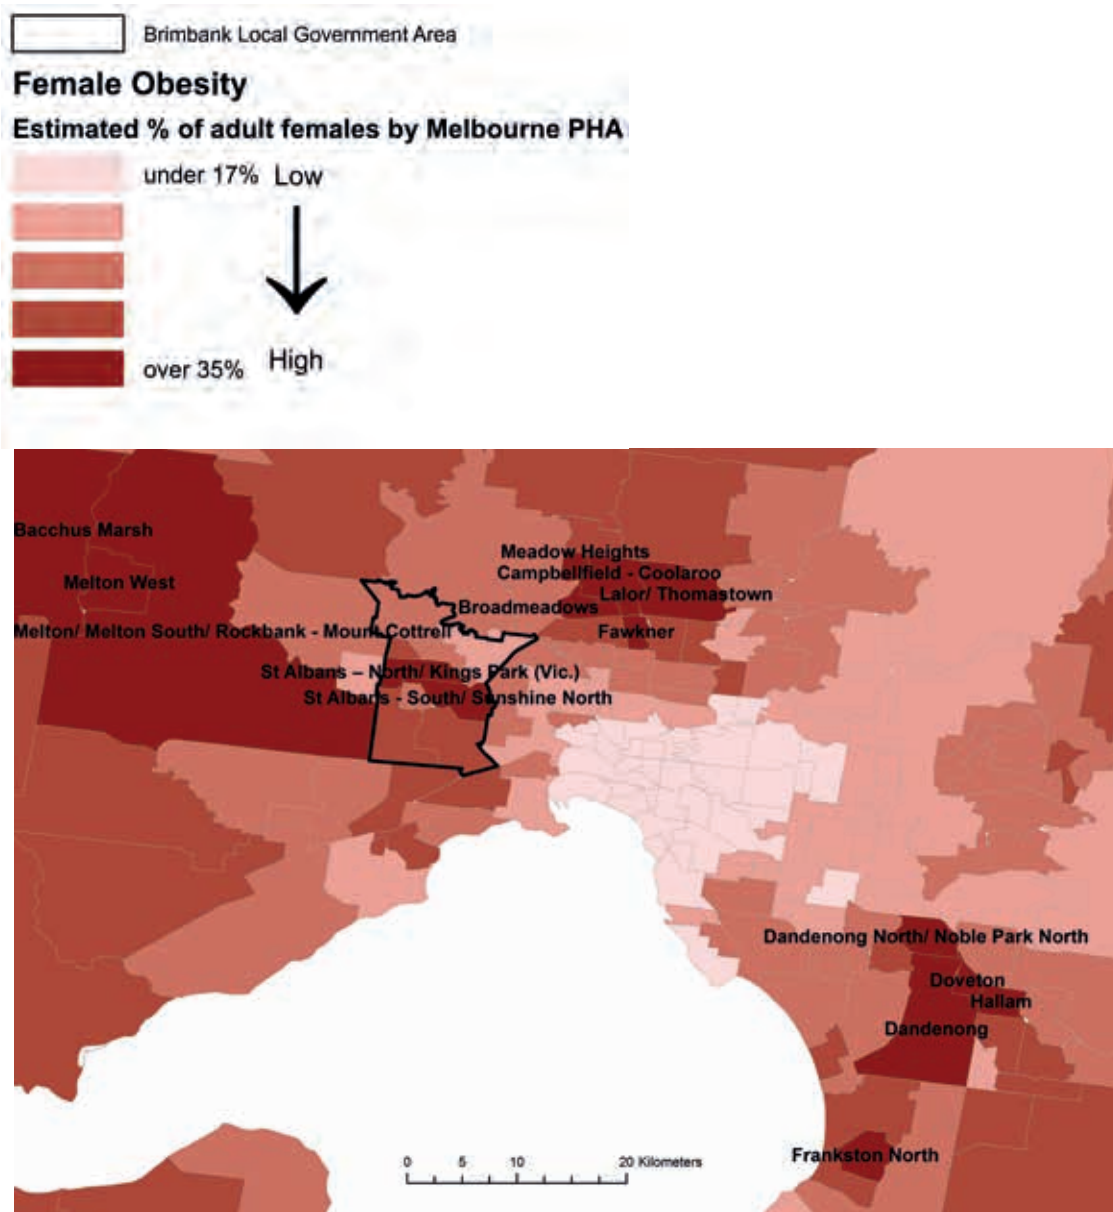 Brimbank Local Government Area
Female Obesity
Estimated % of adult females by Melbourne PHA
under 17% Low
over 35% High
Bacchus Marsh
Meadow Heights
Campbellfield - Coolaroo
Melton West
Lalor/ Thomastown
Broadmeadows
Melton/ Melton South/ Rockbank - Mount Cottrell
Fawkner
St Albans – North/ Kings Park (Vic.)
St Albans - South/ Sunshine North
Dandenong North/ Noble Park North
Doveton
Hallam
Dandenong
Frankston North
0 5 10 20 Kilometers